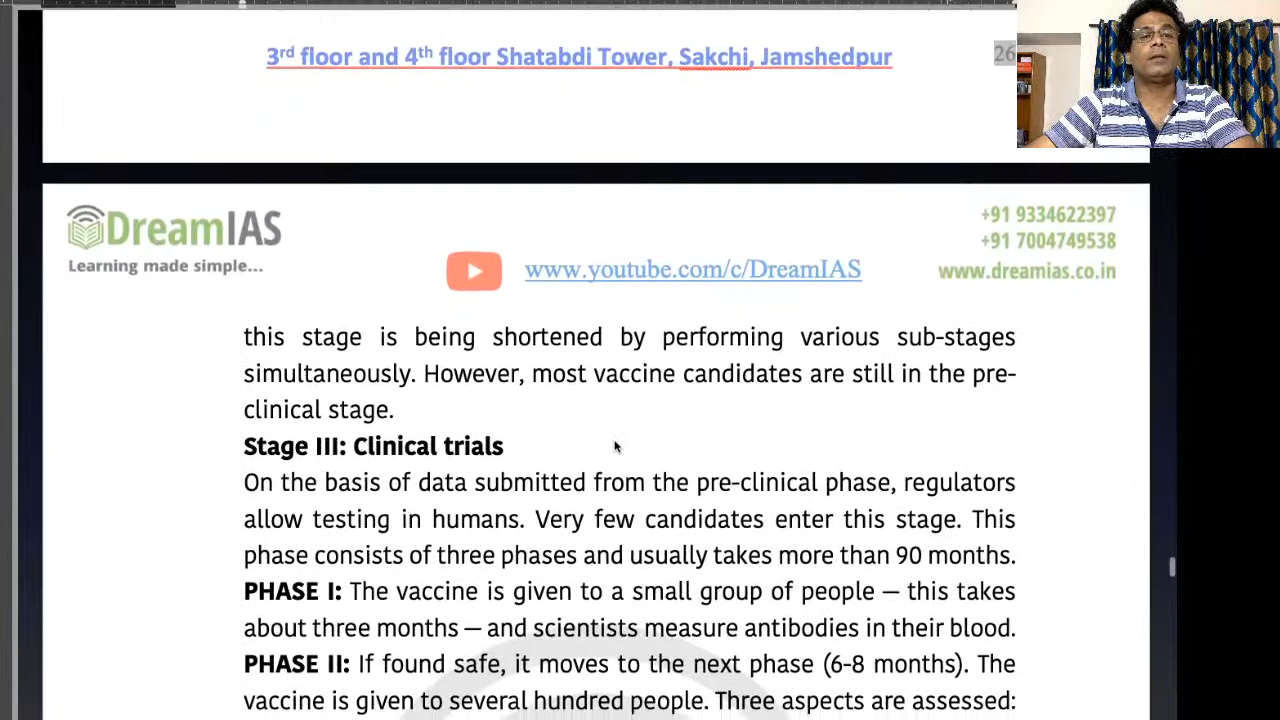 3rd floor and 4th floor Shatabdi Tower, Sakchi, Jamshedpur
26
DreamIAS
Learning made simple...
www.youtube.com/c/DreamIAS
+91 9334622397
+91 7004749538
www.dreamias.co.in
this stage is being shortened by performing various sub-stages
simultaneously. However, most vaccine candidates are still in the pre-
clinical stage.
Stage III: Clinical trials
On the basis of data submitted from the pre-clinical phase, regulators
allow testing in humans. Very few candidates enter this stage. This
phase consists of three phases and usually takes more than 90 months.
PHASE I: The vaccine is given to a small group of people — this takes
about three months — and scientists measure antibodies in their blood.
PHASE II: If found safe, it moves to the next phase (6-8 months). The
vaccine is given to several hundred people. Three aspects are assessed: